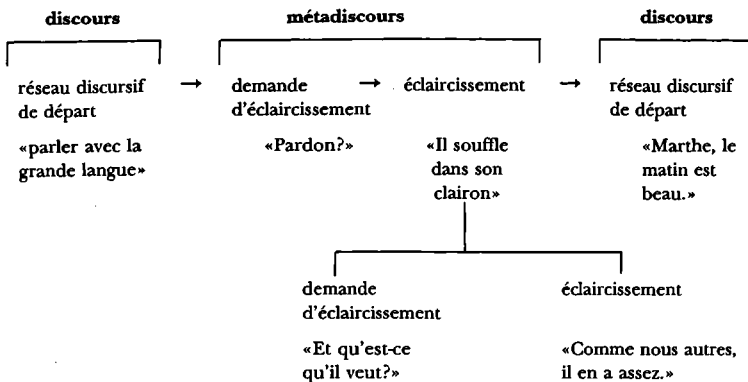 discours métadiscours discours
réseau discursif → demande → éclaircissement → réseau discursif
de départ d'éclaircissement de départ
«parler avec la «Pardon?» «Il souffle «Marthe, le
grande langue» dans son matin est
clairon» beau.»
demande éclaircissement
d'éclaircissement
«Et qu'est-ce «Comme nous autres,
qu'il veut?» il en a assez.»